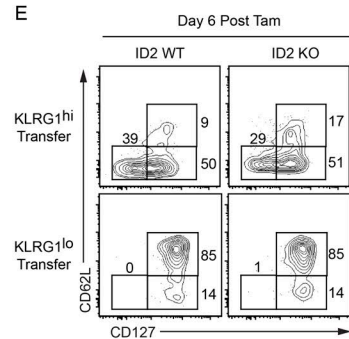 E
Day 6 Post Tam
ID2 WT ID2 KO
KLRG1hi
Transfer
39 9 50
29 17 51
KLRG1lo
Transfer
0 85 14
1 85 14
CD62L
CD127